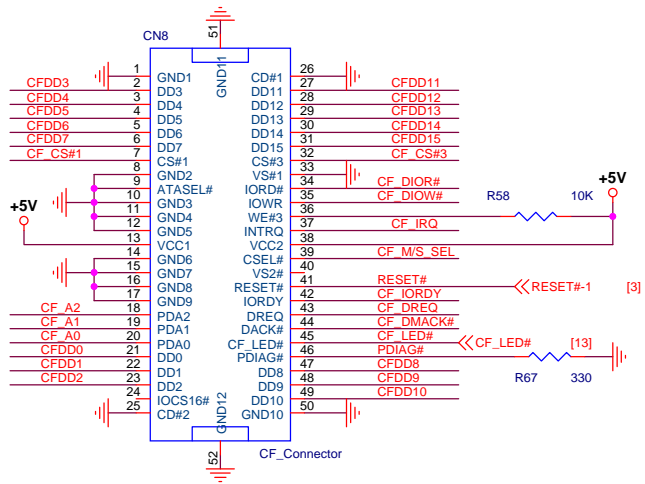 CN8
51
GND11
1 GND1 CD#1 26
CFDD3 2 DD3 DD11 27 CFDD11
CFDD4 3 DD4 DD12 28 CFDD12
CFDD5 4 DD5 DD13 29 CFDD13
CFDD6 5 DD6 DD14 30 CFDD14
CFDD7 6 DD7 DD15 31 CFDD15
CF_CS#1 7 CS#1 CS#3 32 CF_CS#3
8 GND2 VS#1 33
9 ATASEL# IORD# 34 CF_DIOR#
10 GND3 IOWR 35 CF_DIOW#
11 GND4 WE#3 36 R58 10K +5V
12 GND5 INTRQ 37 CF_IRQ
+5V 13 VCC1 VCC2 38
14 GND6 CSEL# 39 CF_M/S_SEL
15 GND7 VS2# 40
16 GND8 RESET# 41 RESET# RESET#-1 [3]
17 GND9 IORDY 42 CF_IORDY
CF_A2 18 PDA2 DREQ 43 CF_DREQ
CF_A1 19 PDA1 DACK# 44 CF_DMACK#
CF_A0 20 PDA0 CF_LED# 45 CF_LED# CF_LED# [13]
CFDD0 21 DD0 PDIAG# 46 PDIAG# R67 330
CFDD1 22 DD1 DD8 47 CFDD8
CFDD2 23 DD2 DD9 48 CFDD9
24 IOCS16# DD10 49 CFDD10
25 CD#2 GND10 50
GND12
52
CF_Connector